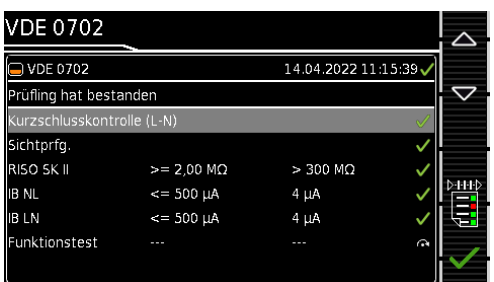 VDE 0702
VDE 0702 14.04.2022 11:15:39
Prüfling hat bestanden
Kurzschlusskontrolle (L-N)
Sichtprfg.
RISO SK II >= 2,00 MΩ > 300 MΩ
IB NL <= 500 µA 4 µA
IB LN <= 500 µA 4 µA
Funktionstest --- ---